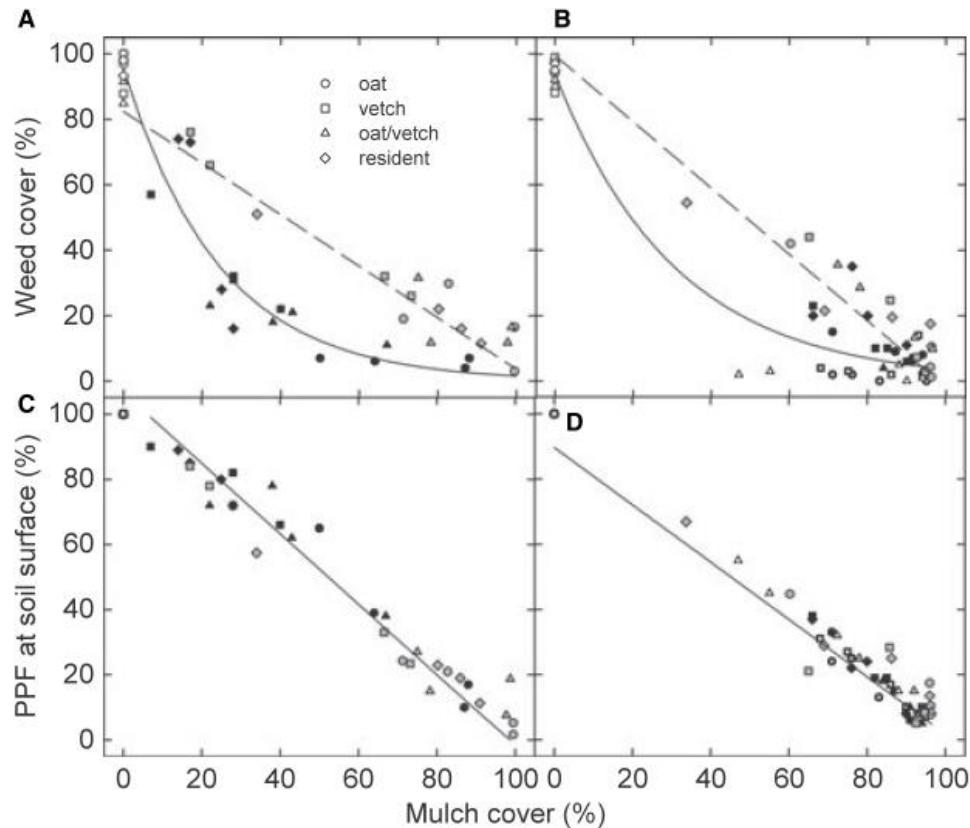 A
B
100
80
60
40
20
0
Weed cover (%)
oat
vetch
oat/vetch
resident
C
D
100
80
60
40
20
0
PPF at soil surface (%)
0 20 40 60 80 100
0 20 40 60 80 100
Mulch cover (%)